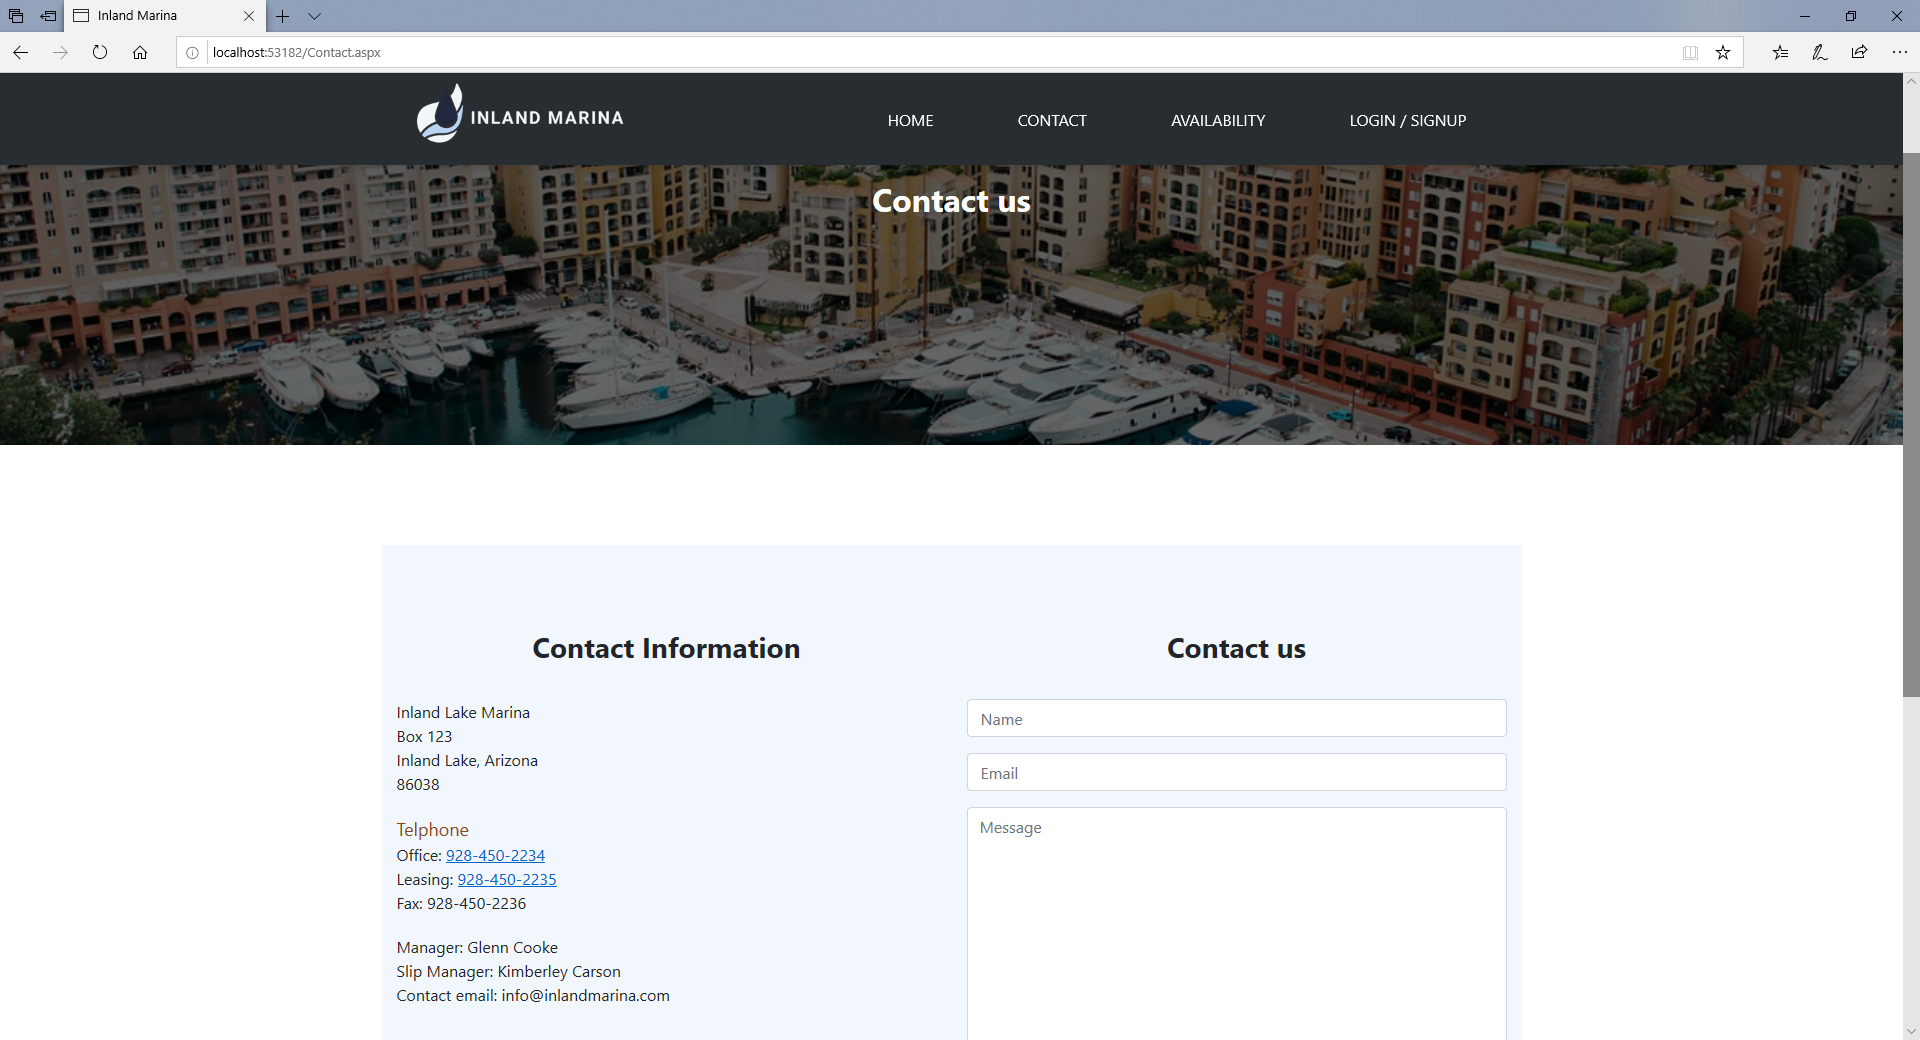 Inland Marina
localhost:53182/Contact.aspx
INLAND MARINA
HOME
CONTACT
AVAILABILITY
LOGIN / SIGNUP
Contact us
Contact Information
Inland Lake Marina
Box 123
Inland Lake, Arizona
86038
Telphone
Office: 928-450-2234
Leasing: 928-450-2235
Fax: 928-450-2236
Manager: Glenn Cooke
Slip Manager: Kimberley Carson
Contact email: info@inlandmarina.com
Contact us
Name
Email
Message